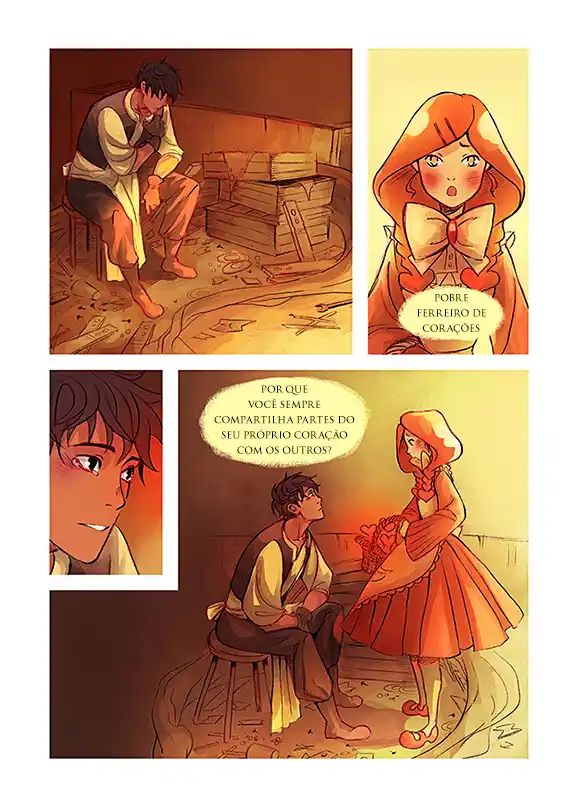 POBRE
FERREIRO DE
CORAÇÕES
POR QUE
VOCÊ SEMPRE
COMPARTILHA PARTES DO
SEU PRÓPRIO CORAÇÃO
COM OS OUTROS?